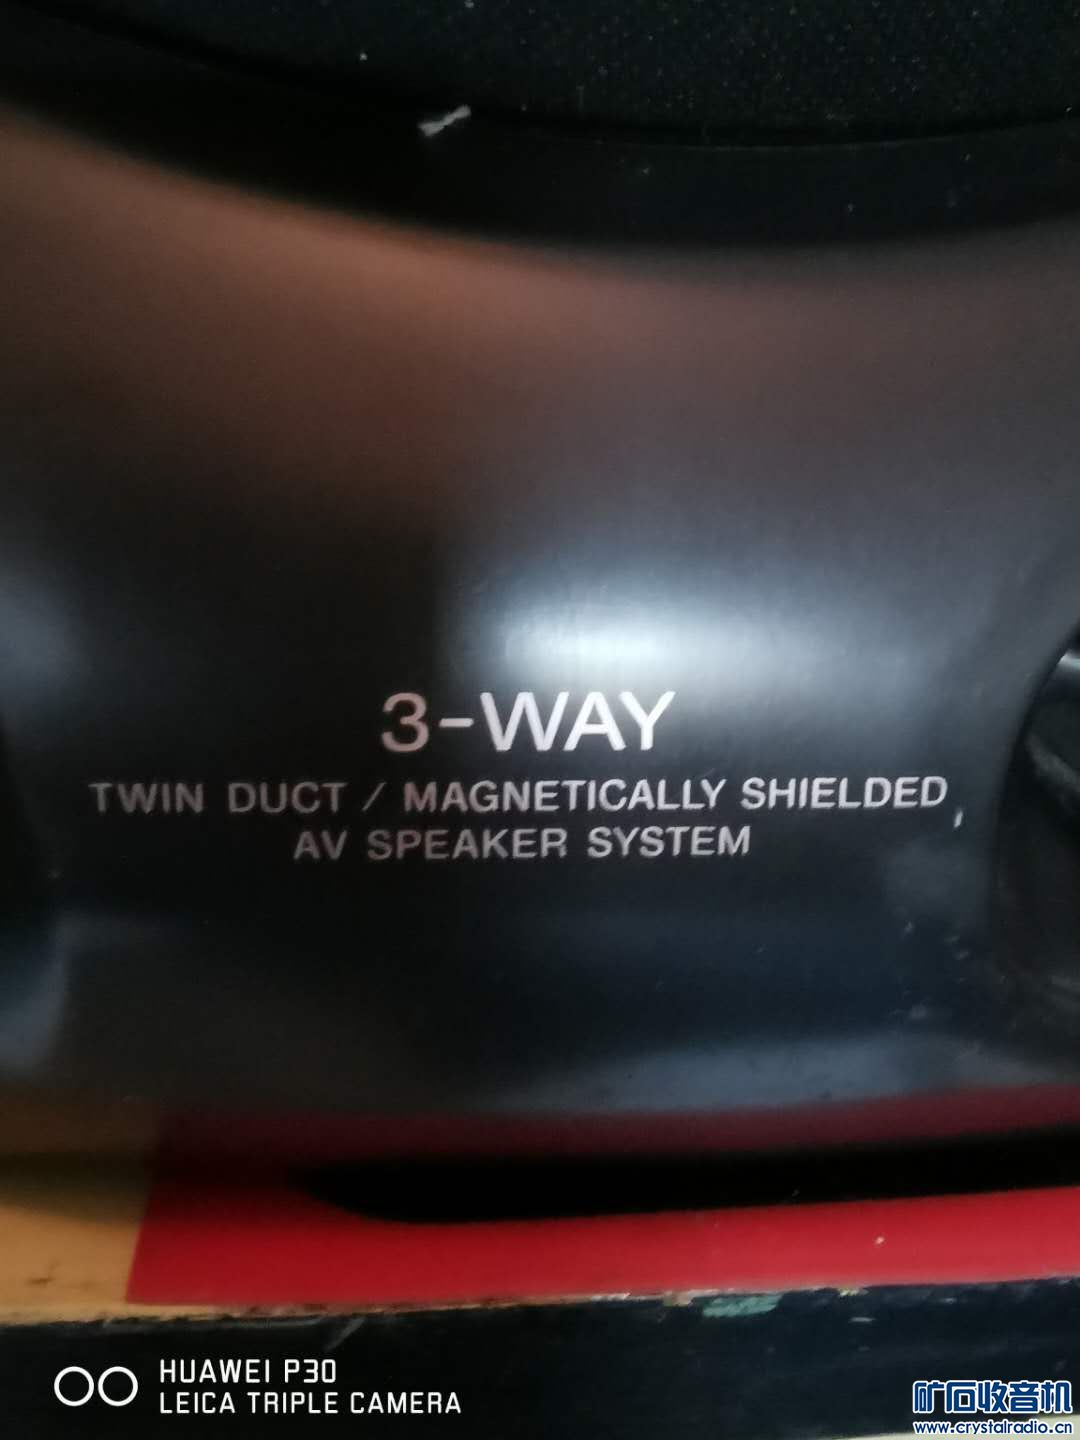 3-WAY
TWIN DUCT / MAGNETICALLY SHIELDED
AV SPEAKER SYSTEM
HUAWEI P30
LEICA TRIPLE CAMERA
矿石收音机
www.crystalradio.cn